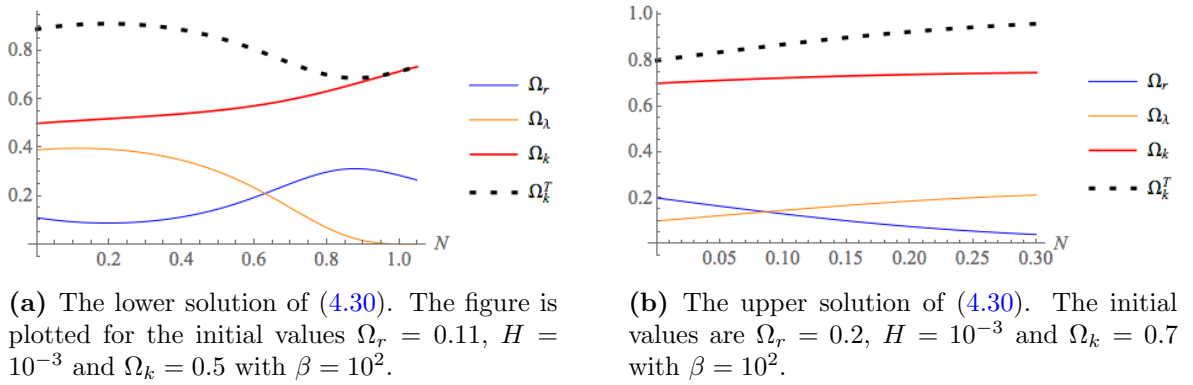 0.8
0.6
0.4
0.2
0.2 0.4 0.6 0.8 1.0
N
Ω_r
Ω_λ
Ω_k
Ω_k^T
1.0
0.8
0.6
0.4
0.2
0.05 0.10 0.15 0.20 0.25 0.30
N
Ω_r
Ω_λ
Ω_k
Ω_k^T
(a) The lower solution of (4.30). The figure is
plotted for the initial values Ω_r = 0.11, H =
10^{-3} and Ω_k = 0.5 with β = 10^2.
(b) The upper solution of (4.30). The initial
values are Ω_r = 0.2, H = 10^{-3} and Ω_k = 0.7
with β = 10^2.